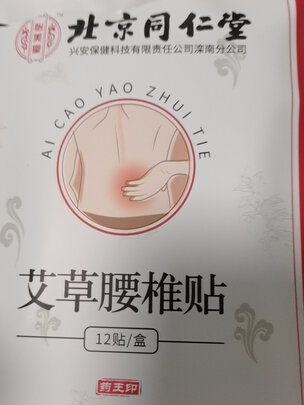 北京同仁堂
兴安保健科技有限责任公司滦南分公司
AI CAO YAO ZHUI TIE
艾草腰椎贴
12贴/盒
药王印